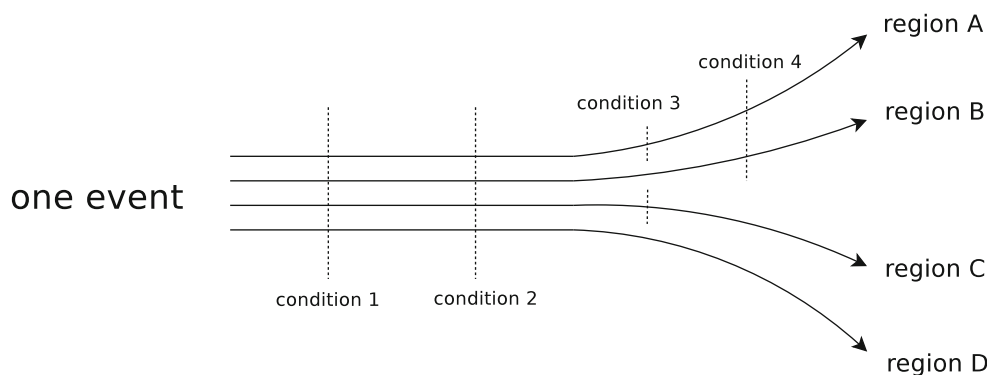 region A
condition 4
condition 3
region B
one event
region C
condition 1
condition 2
region D